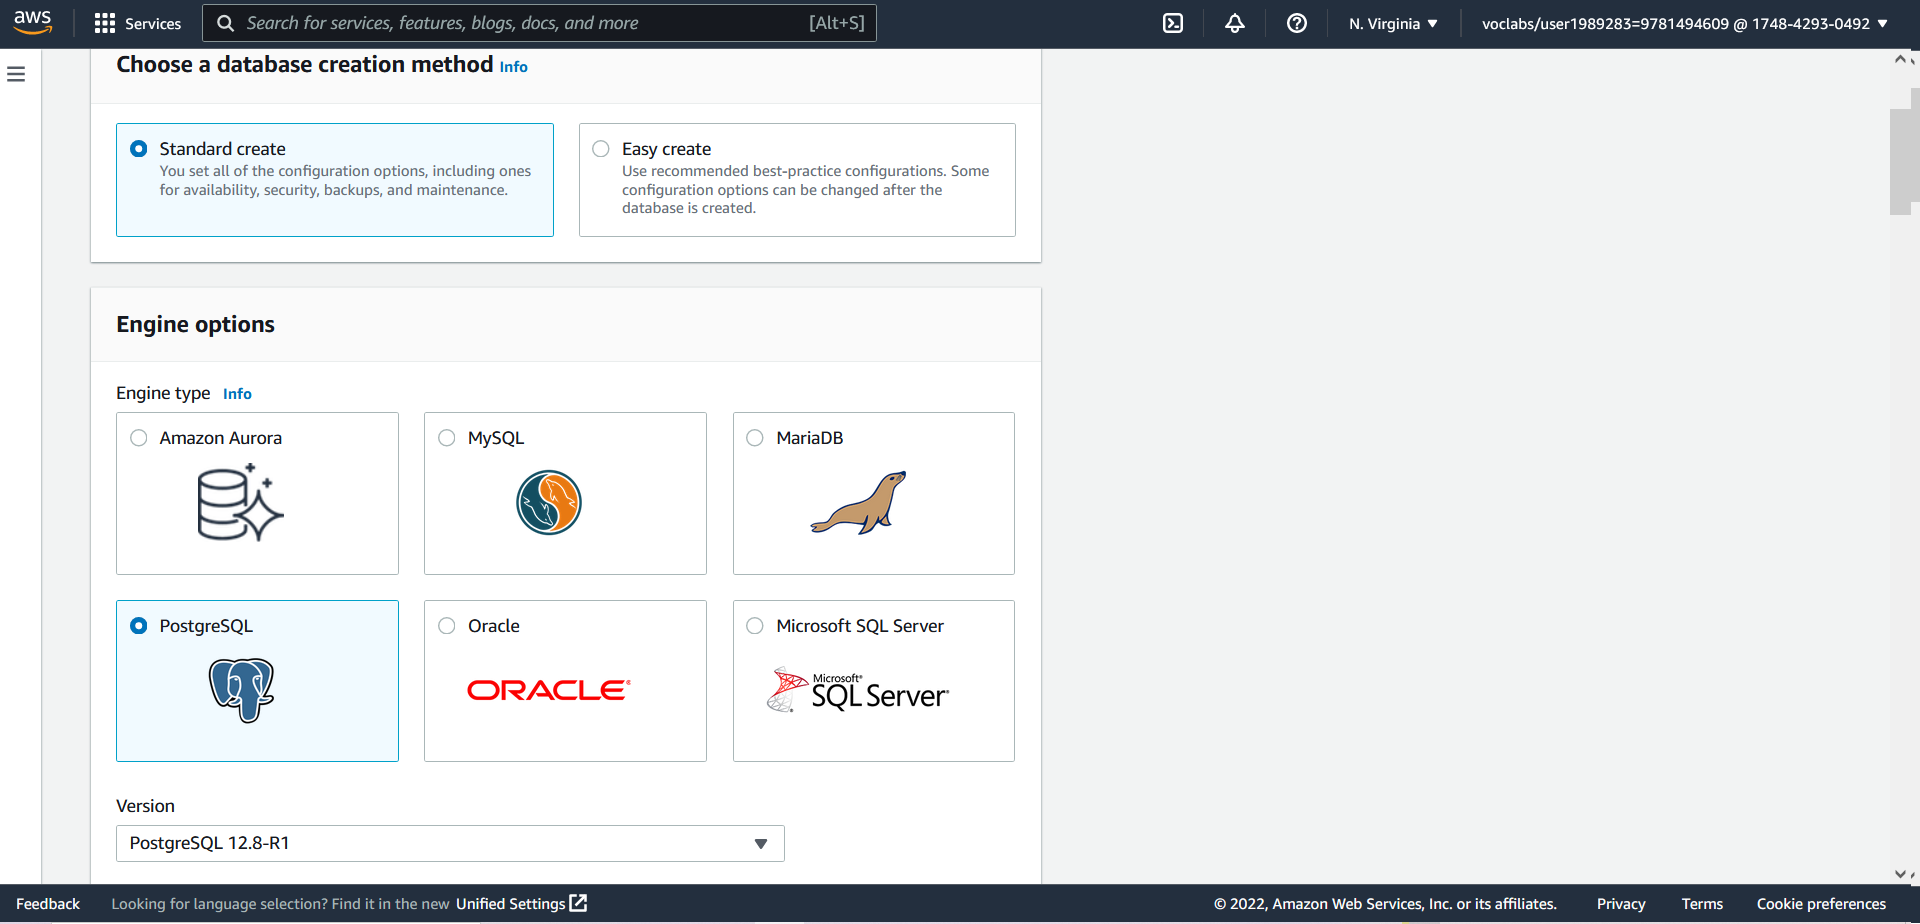 aws
Services
Search for services, features, blogs, docs, and more [Alt+S]
N. Virginia
voclabs/user1989283=9781494609 @ 1748-4293-0492
Choose a database creation method Info
Standard create
You set all of the configuration options, including ones
for availability, security, backups, and maintenance.
Easy create
Use recommended best-practice configurations. Some
configuration options can be changed after the
database is created.
Engine options
Engine type Info
Amazon Aurora
MySQL
MariaDB
PostgreSQL
Oracle
ORACLE
Microsoft SQL Server
Microsoft
SQL Server
Version
PostgreSQL 12.8-R1
Feedback
Looking for language selection? Find it in the new Unified Settings
© 2022, Amazon Web Services, Inc. or its affiliates.
Privacy
Terms
Cookie preferences